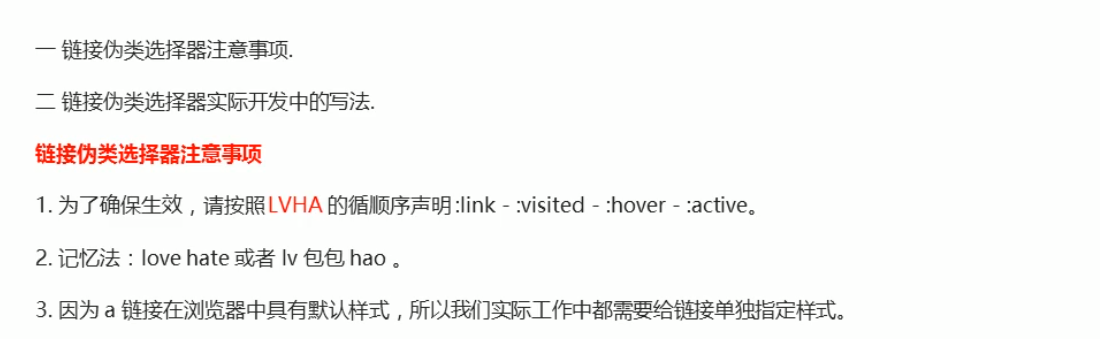 一 链接伪类选择器注意事项.
二 链接伪类选择器实际开发中的写法.
链接伪类选择器注意事项
1. 为了确保生效，请按照LVHA 的循顺序声明:link - :visited - :hover - :active。
2. 记忆法：love hate 或者 lv 包包 hao 。
3. 因为 a 链接在浏览器中具有默认样式，所以我们实际工作中都需要给链接单独指定样式。